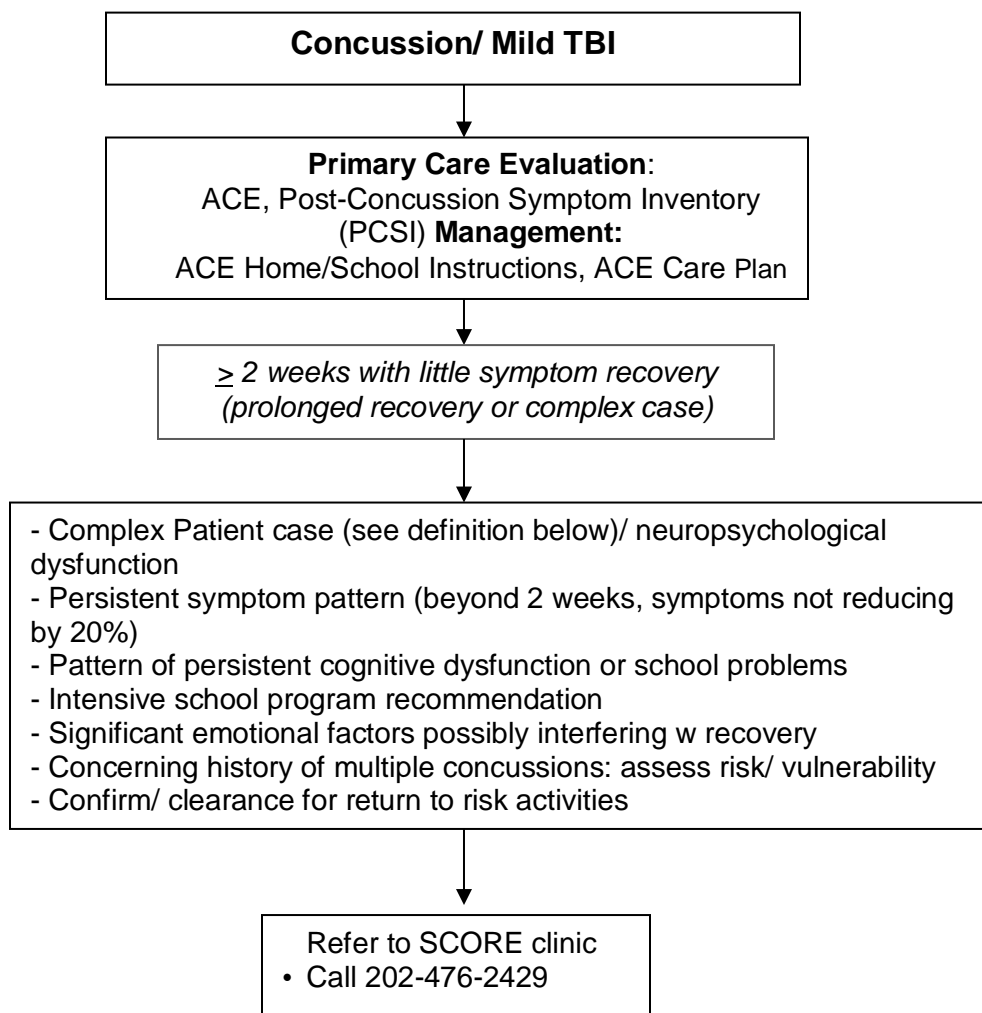 Concussion/ Mild TBI
Primary Care Evaluation:
ACE, Post-Concussion Symptom Inventory
(PCSI) Management:
ACE Home/School Instructions, ACE Care Plan
≥ 2 weeks with little symptom recovery
(prolonged recovery or complex case)
- Complex Patient case (see definition below)/ neuropsychological
dysfunction
- Persistent symptom pattern (beyond 2 weeks, symptoms not reducing
by 20%)
- Pattern of persistent cognitive dysfunction or school problems
- Intensive school program recommendation
- Significant emotional factors possibly interfering w recovery
- Concerning history of multiple concussions: assess risk/ vulnerability
- Confirm/ clearance for return to risk activities
Refer to SCORE clinic
• Call 202-476-2429